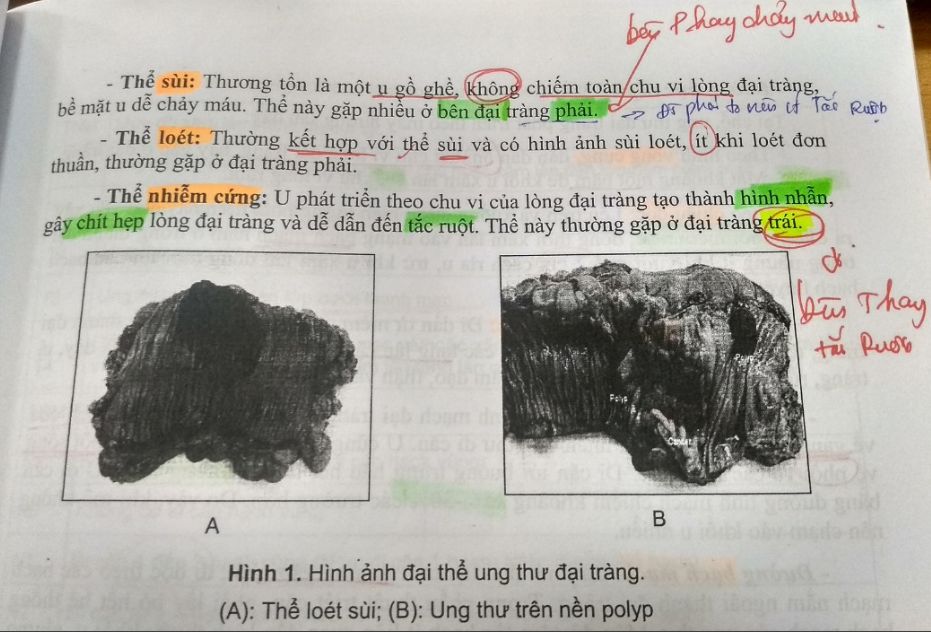 bên P hay chảy máu.
- Thể sùi: Thương tổn là một u gồ ghề, không chiếm toàn chu vi lòng đại tràng,
bề mặt u dễ chảy máu. Thể này gặp nhiều ở bên đại tràng phải. → ĐT phải to nên ít Tắc Ruột
- Thể loét: Thường kết hợp với thể sùi và có hình ảnh sùi loét, ít khi loét đơn
thuần, thường gặp ở đại tràng phải.
- Thể nhiễm cứng: U phát triển theo chu vi của lòng đại tràng tạo thành hình nhẫn,
gây chít hẹp lòng đại tràng và dễ dẫn đến tắc ruột. Thể này thường gặp ở đại tràng trái.
Thay
tắc Ruột
Polyp
Polyp
Cancer
A
B
Hình 1. Hình ảnh đại thể ung thư đại tràng.
(A): Thể loét sùi; (B): Ung thư trên nền polyp